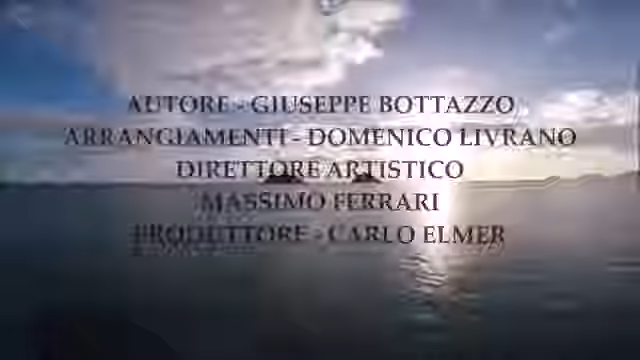 AUTORE - GIUSEPPE BOTTAZZO
ARRANGIAMENTI - DOMENICO LIVRANO
DIRETTORE ARTISTICO
MASSIMO FERRARI
PRODUTTORE - CARLO ELMER